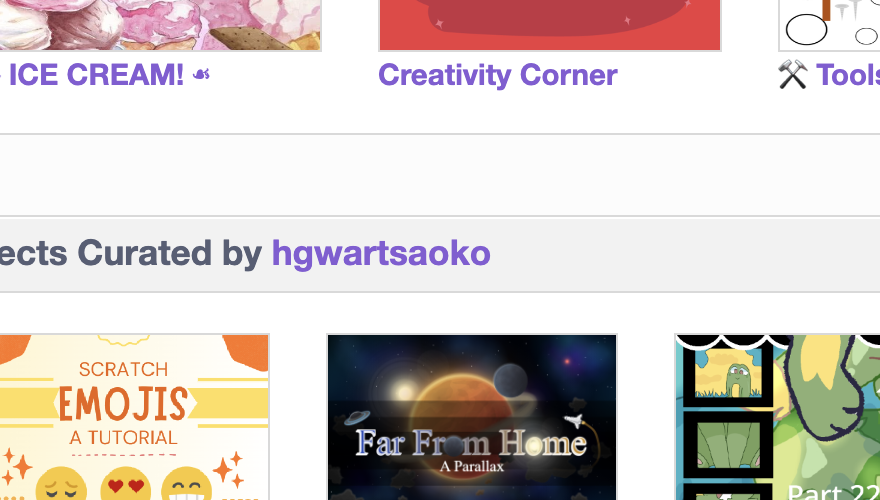 ICE CREAM! ☙
Creativity Corner
⚒ Tools
ects Curated by hgwartsaoko
SCRATCH
EMOJIS
A TUTORIAL
Far From Home
A Parallax
Part 22